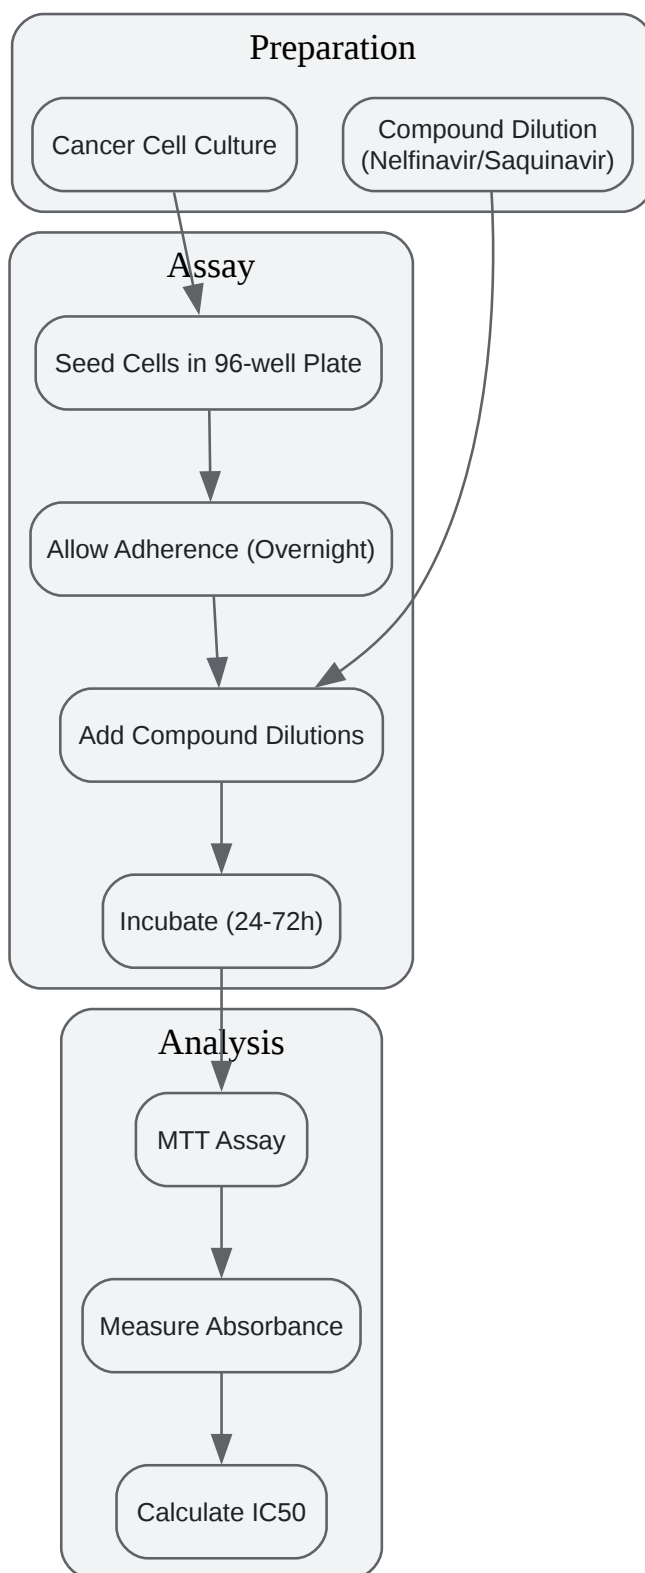 Preparation
Cancer Cell Culture
Compound Dilution
(Nelfinavir/Saquinavir)
Assay
Seed Cells in 96-well Plate
Allow Adherence (Overnight)
Add Compound Dilutions
Incubate (24-72h)
Analysis
MTT Assay
Measure Absorbance
Calculate IC50